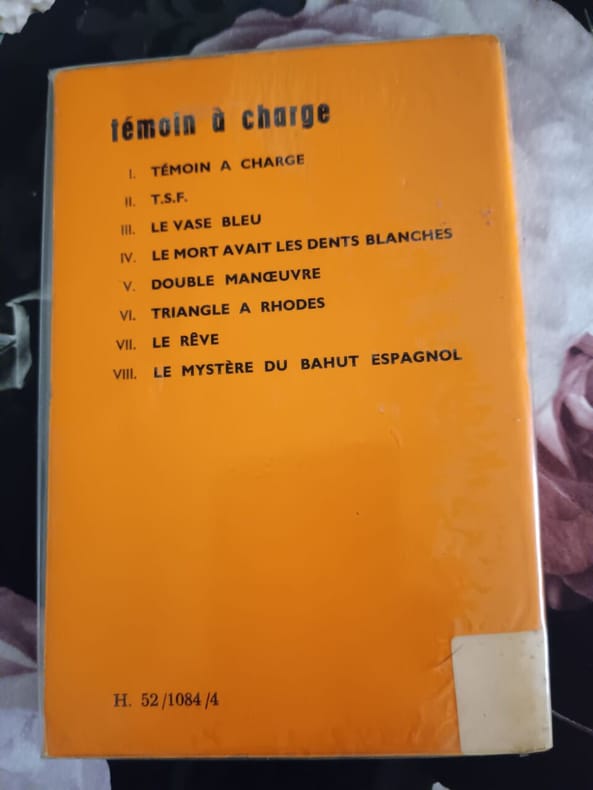 témoin à charge
I. TÉMOIN A CHARGE
II. T.S.F.
III. LE VASE BLEU
IV. LE MORT AVAIT LES DENTS BLANCHES
V. DOUBLE MANŒUVRE
VI. TRIANGLE A RHODES
VII. LE RÊVE
VIII. LE MYSTÈRE DU BAHUT ESPAGNOL
H. 52/1084/4